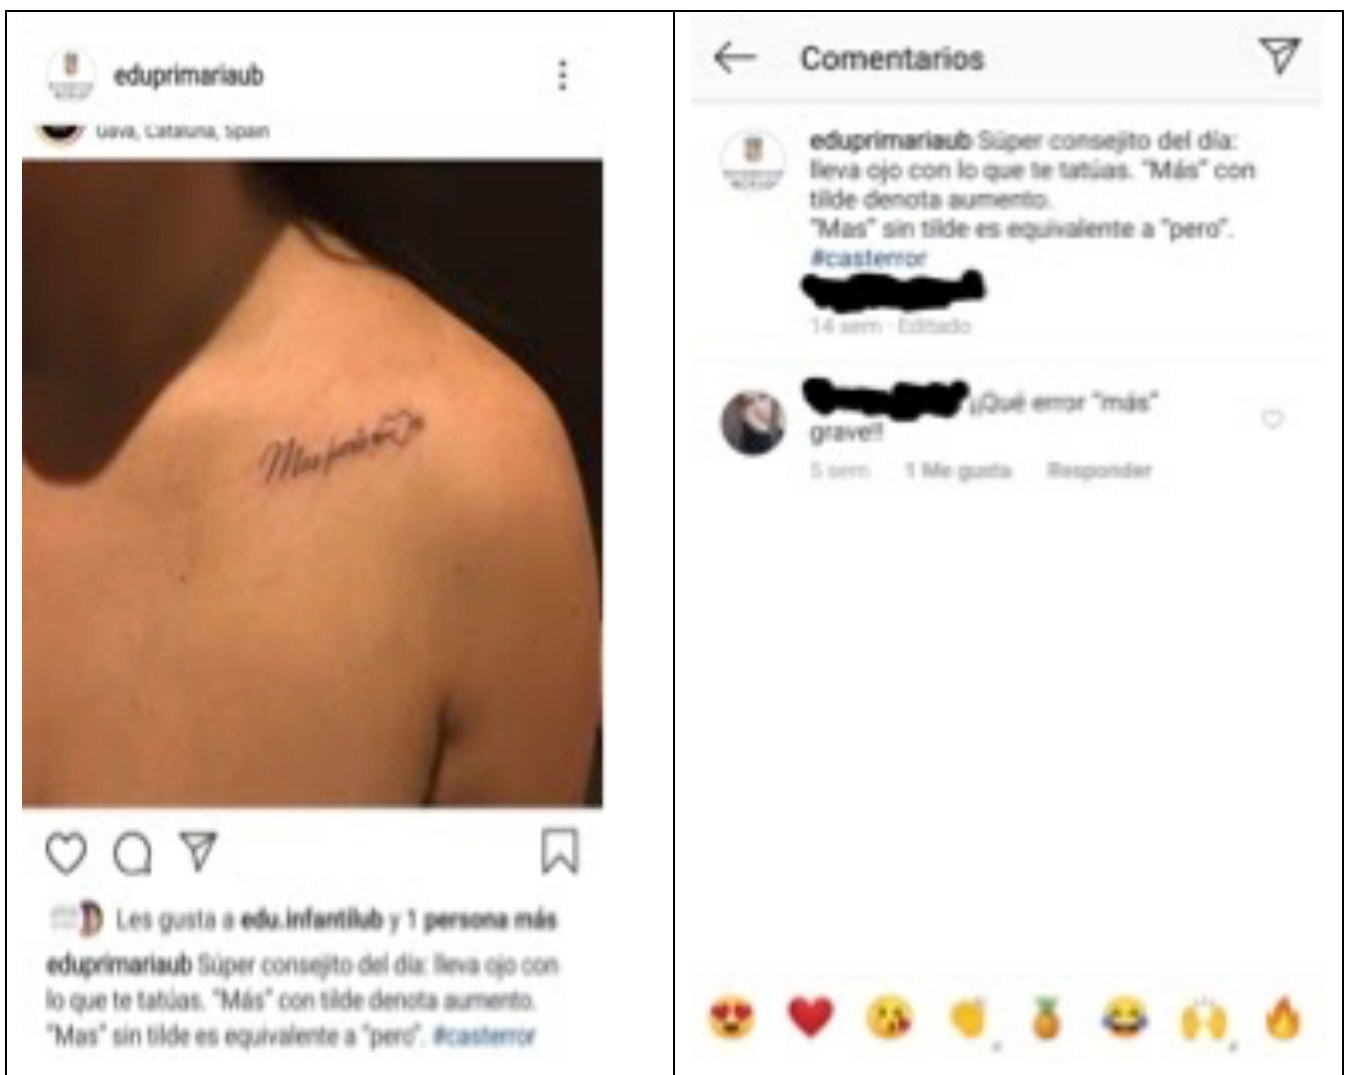 eduprimariaub
Gavà, Cataluña, Spain
Les gusta a edu.infantilub y 1 persona más
eduprimariaub Súper consejito del día: lleva ojo con
lo que te tatúas. "Más" con tilde denota aumento.
"Mas" sin tilde es equivalente a "pero". #casterror
Comentarios
eduprimariaub Súper consejito del día:
lleva ojo con lo que te tatúas. "Más" con
tilde denota aumento.
"Mas" sin tilde es equivalente a "pero".
#casterror
14 sem · Editado
¡¡Qué error "más"
grave!!
5 sem 1 Me gusta Responder